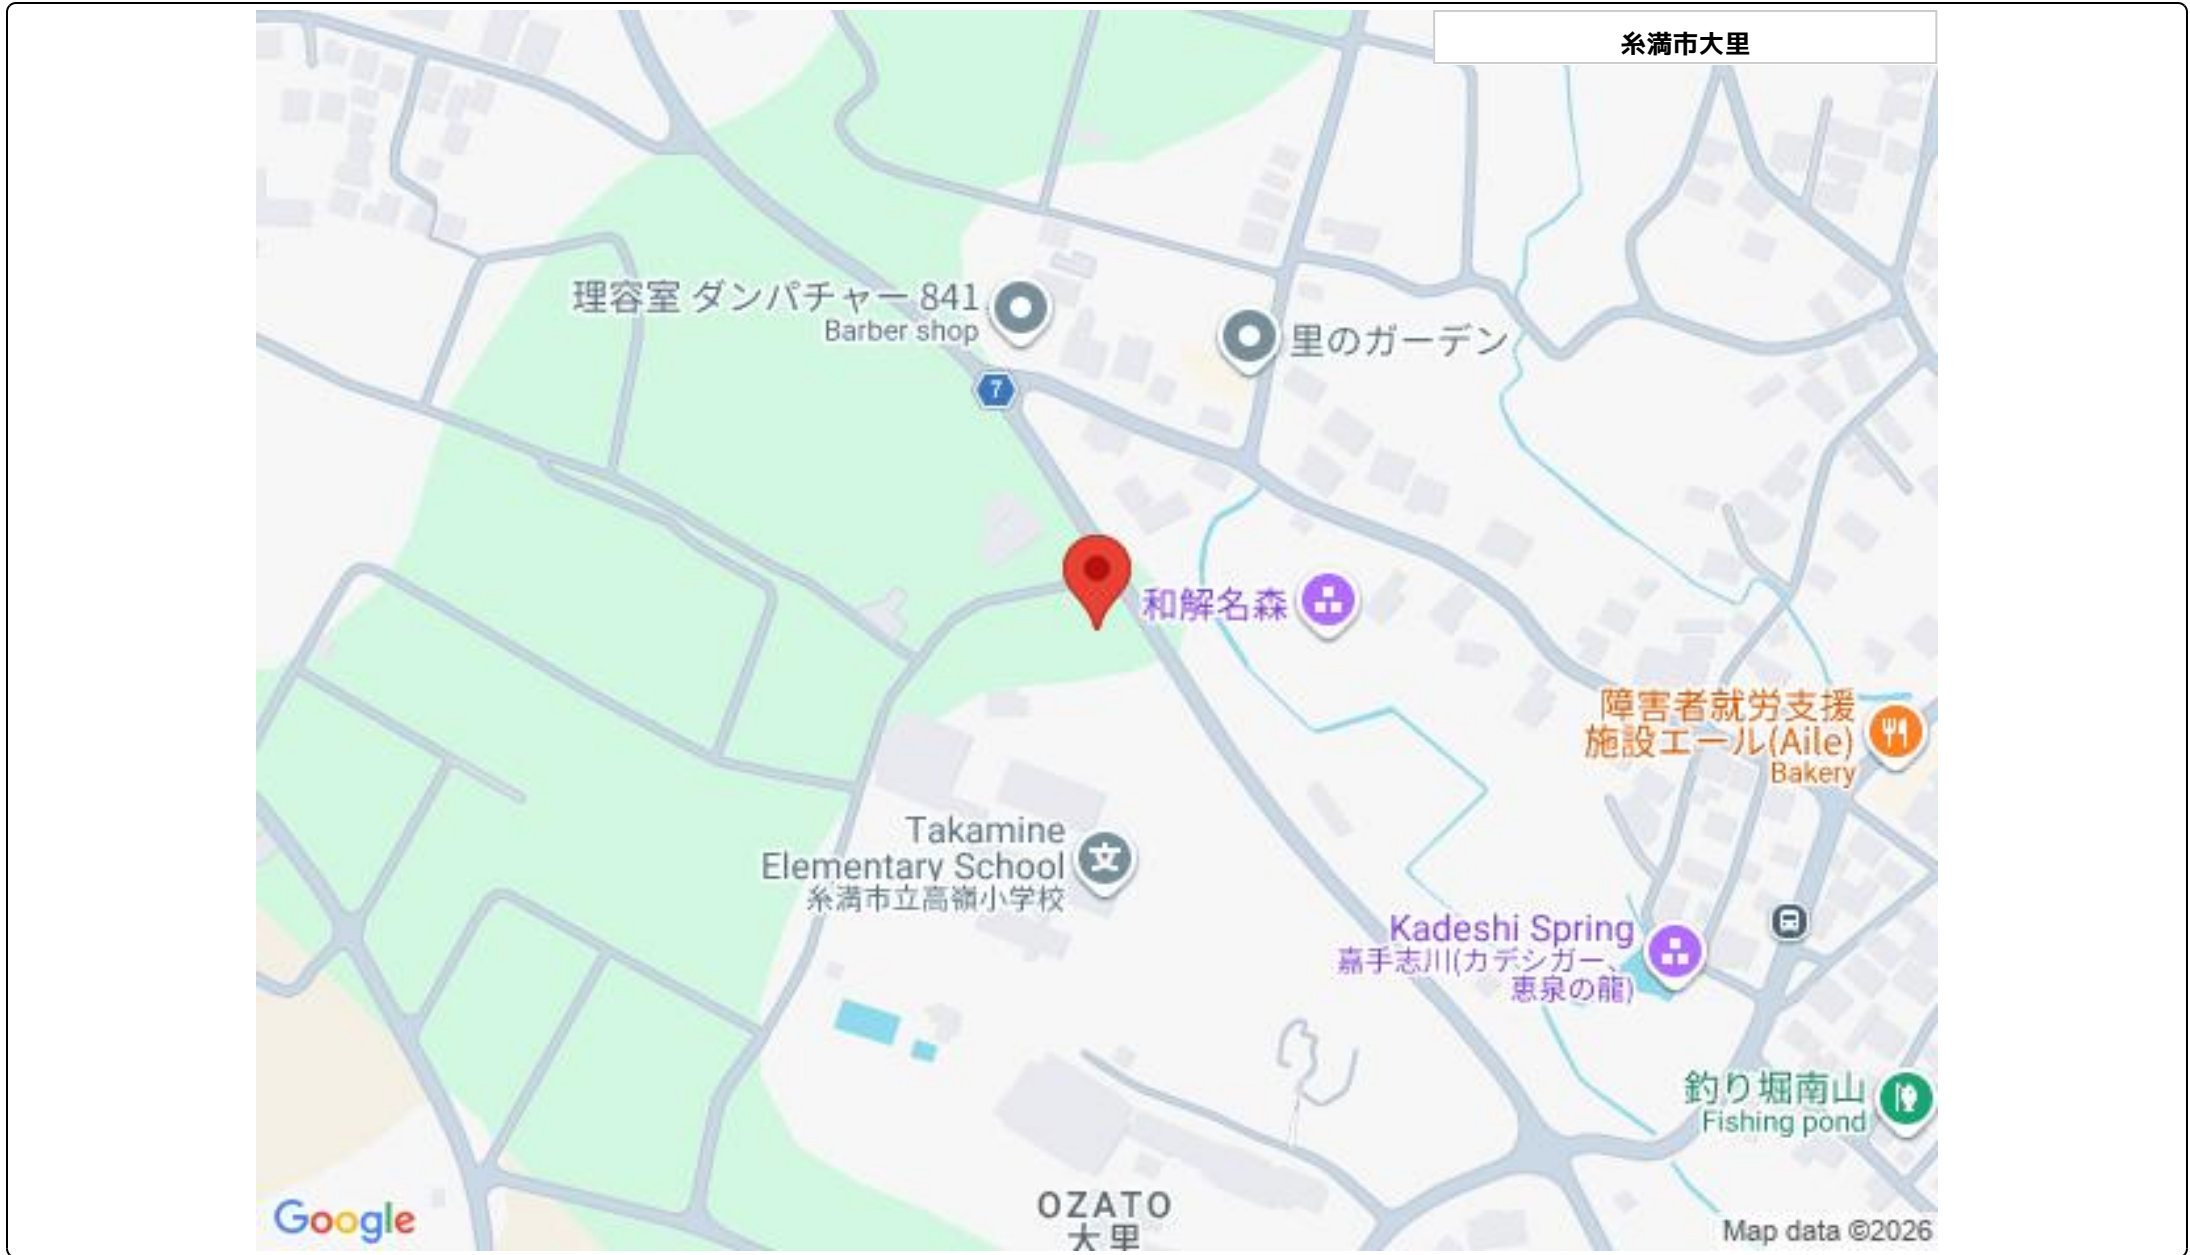 糸満市大里
理容室 ダンパチャー 841
Barber shop
里のガーデン
7
和解名森
障害者就労支援
施設エール(Aile)
Bakery
Takamine
Elementary School
糸満市立高嶺小学校
文
Kadeshi Spring
嘉手志川(カデシガー、
恵泉の龍)
釣り堀南山
Fishing pond
OZATO
大里
Google
Map data ©2026